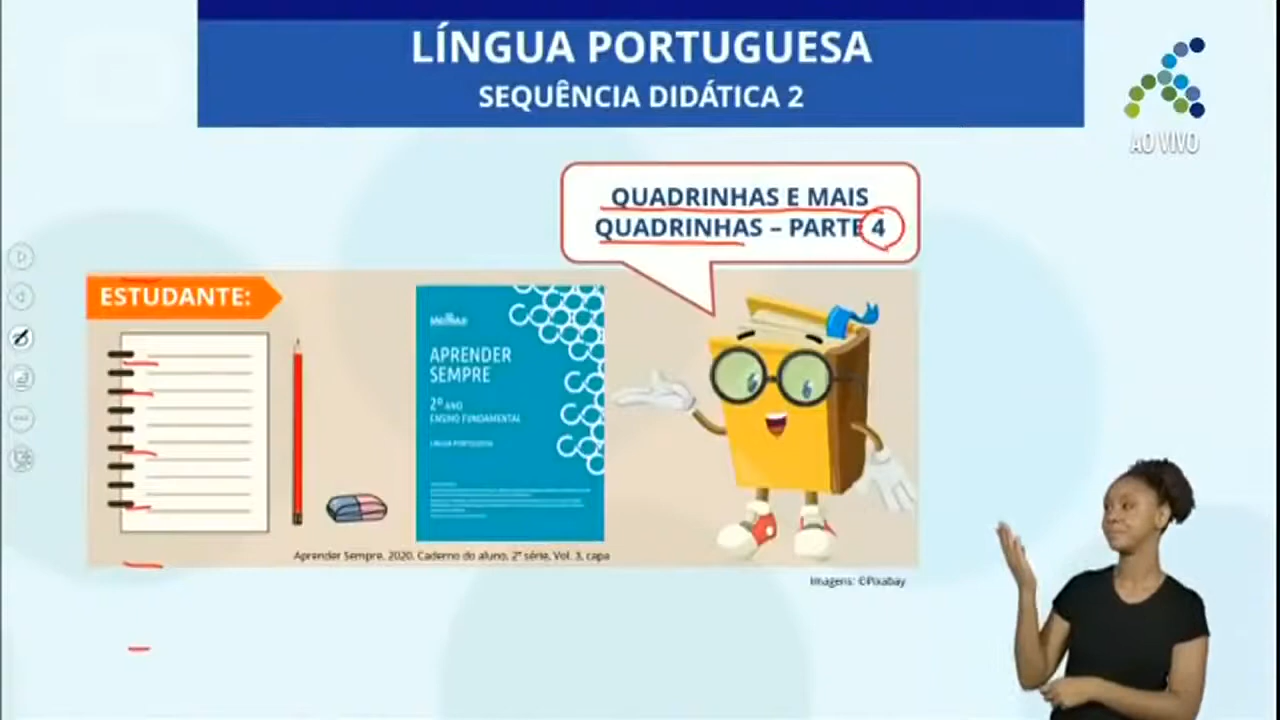 LÍNGUA PORTUGUESA
SEQUÊNCIA DIDÁTICA 2
AO VIVO
QUADRINHAS E MAIS
QUADRINHAS – PARTE 4
ESTUDANTE:
APRENDER
SEMPRE
2º ANO
ENSINO FUNDAMENTAL
LÍNGUA PORTUGUESA
Aprender Sempre, 2020. Caderno do aluno, 2ª série, Vol. 3, capa
Imagens: ©Pixabay